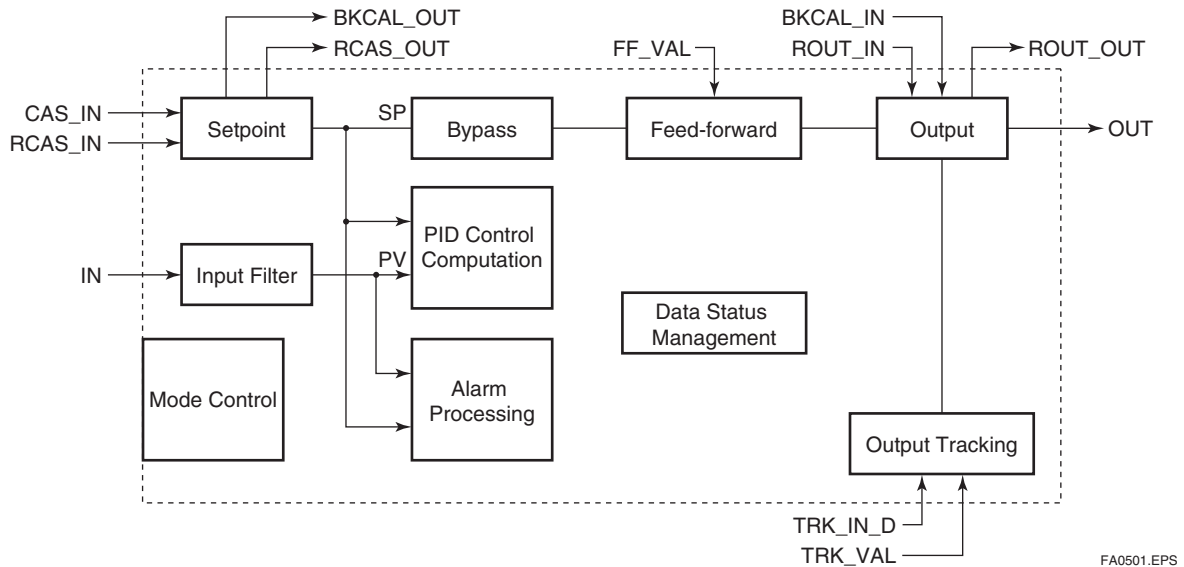 BKCAL_OUT
BKCAL_IN
RCAS_OUT
FF_VAL
ROUT_IN
ROUT_OUT
CAS_IN
RCAS_IN
Setpoint
SP
Bypass
Feed-forward
Output
OUT
IN
Input Filter
PV
PID Control
Computation
Data Status
Management
Mode Control
Alarm
Processing
Output Tracking
TRK_IN_D
TRK_VAL
FA0501.EPS